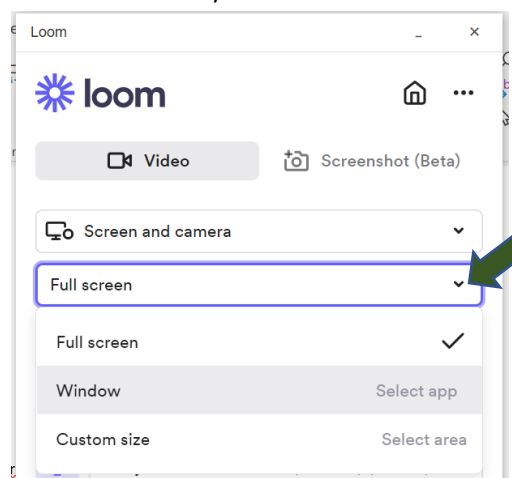 Loom
loom
Video Screenshot (Beta)
Screen and camera
Full screen
Full screen
Window Select app
Custom size Select area